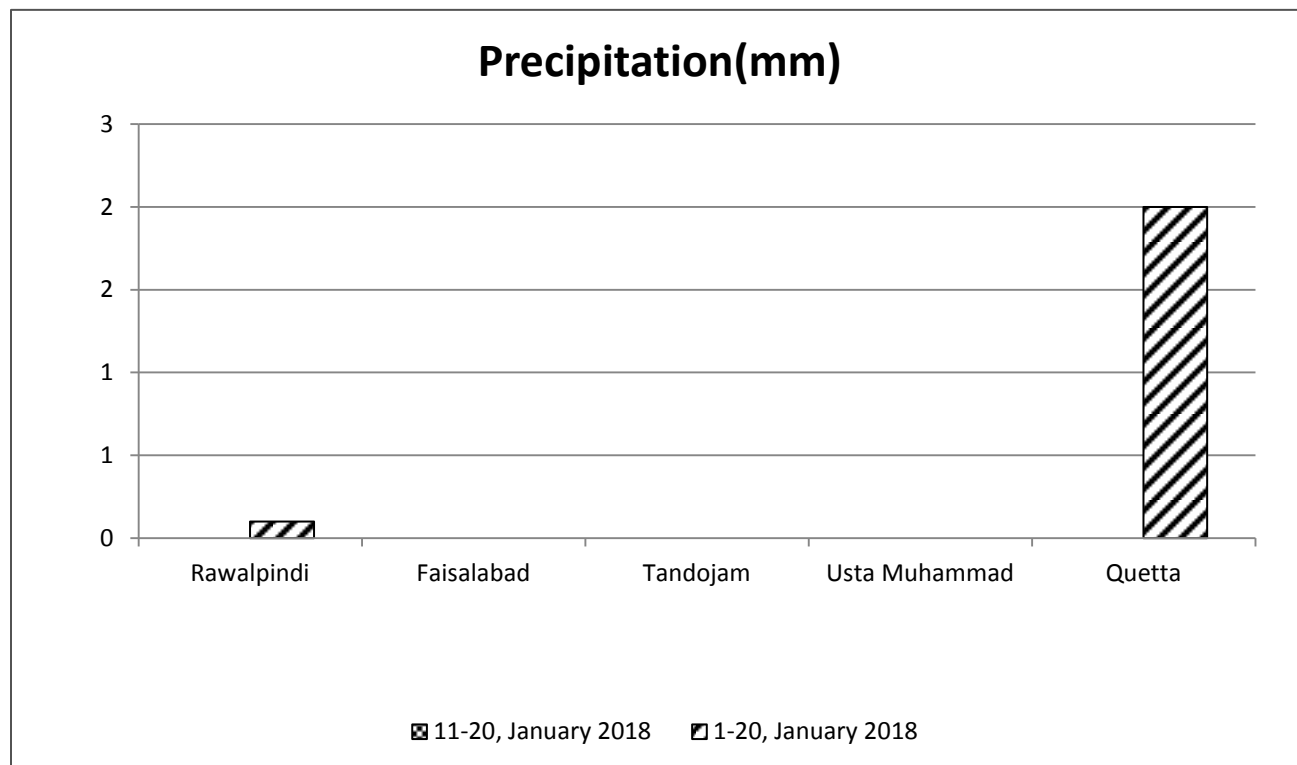 Precipitation(mm)
3
2
2
1
1
0
Rawalpindi Faisalabad Tandojam Usta Muhammad Quetta
11-20, January 2018 1-20, January 2018